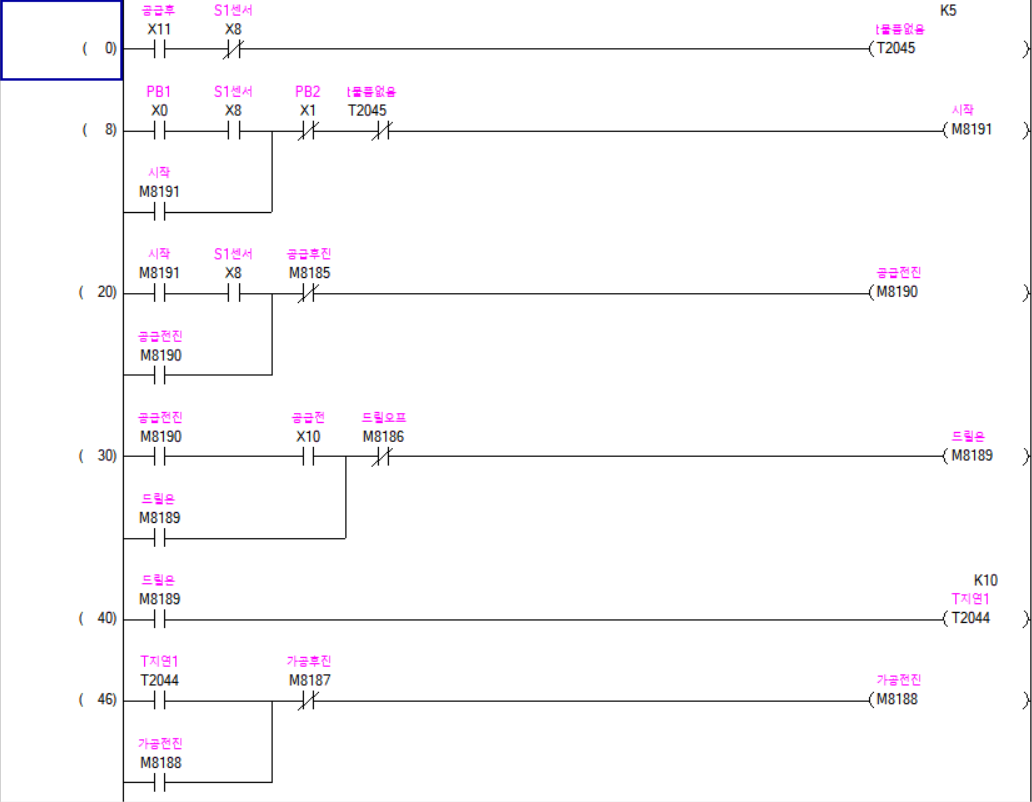 공급후 S1센서 K5
X11 X8 t물품없음
( 0) T2045
PB1 S1센서 PB2 t물품없음
X0 X8 X1 T2045 시작
( 8) M8191
시작
M8191
시작 S1센서 공급후진
M8191 X8 M8185 공급전진
( 20) M8190
공급전진
M8190
공급전진 공급전 드릴오프
M8190 X10 M8186 드릴온
( 30) M8189
드릴온
M8189
드릴온 K10
M8189 T지연1
( 40) T2044
T지연1 가공후진
T2044 M8187 가공전진
( 46) M8188
가공전진
M8188